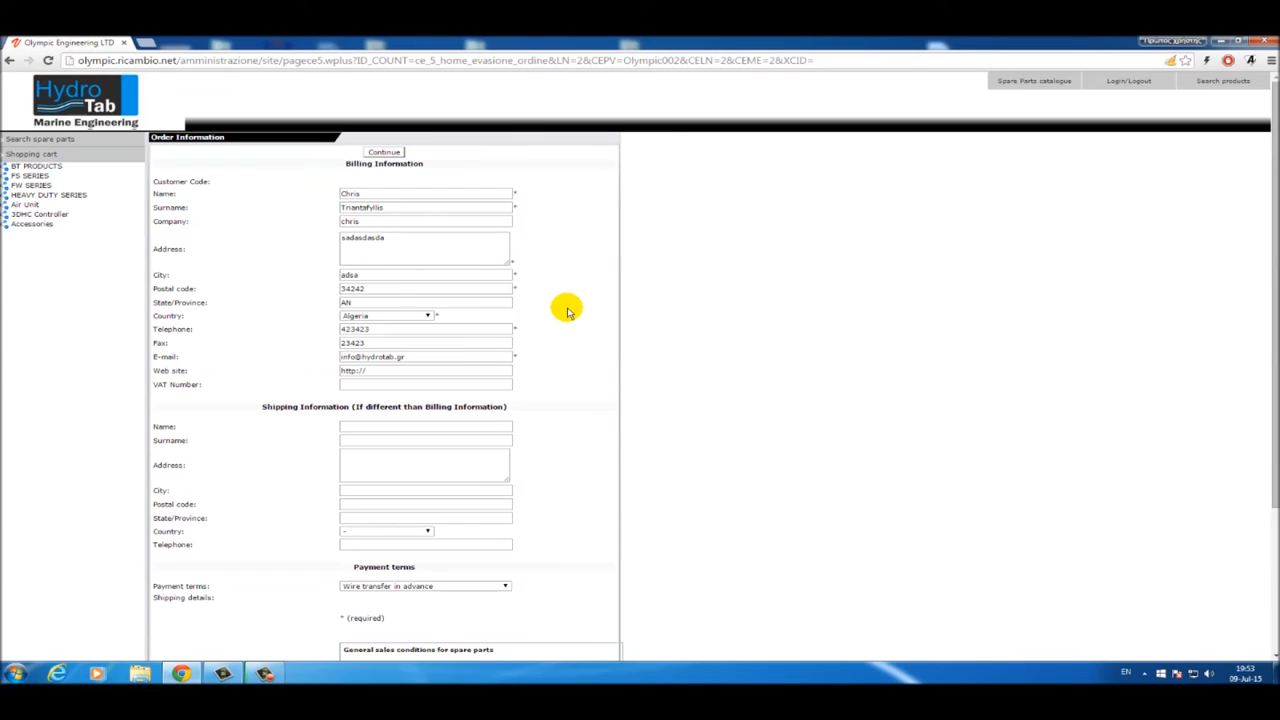 Olympic Engineering LTD
Πρώτος χρήστης
olympic.ricambio.net/amministrazione/site/pagece5.wplus?ID_COUNT=ce_5_home_evasione_ordine&LN=2&CEPV=Olympic002&CELN=2&CEME=2&XCID=
Hydro
Tab
Marine Engineering
Spare Parts catalogue
Login/Logout
Search products
Search spare parts
Shopping cart
BT PRODUCTS
FS SERIES
FW SERIES
HEAVY DUTY SERIES
Air Unit
3DHC Controller
Accessories
Order Information
Continue
Billing Information
Customer Code:
Name: Chris *
Surname: Triantafyllis *
Company: chris
Address: sadasdasda *
City: adsa *
Postal code: 34242 *
State/Province: AN
Country: Algeria *
Telephone: 423423 *
Fax: 23423
E-mail: info@hydrotab.gr *
Web site: http://
VAT Number:
Shipping Information (If different than Billing Information)
Name:
Surname:
Address:
City:
Postal code:
State/Province:
Country: -
Telephone:
Payment terms
Payment terms: Wire transfer in advance
Shipping details:
* (required)
General sales conditions for spare parts
EN
19:53
09-Jul-15